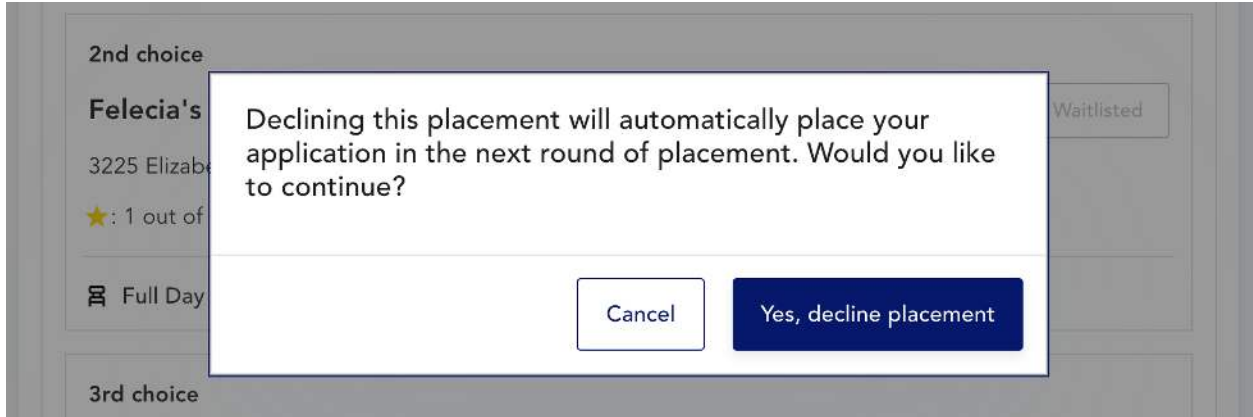 2nd choice
Felecia's
Waitlisted
3225 Elizabe
: 1 out of
Full Day
3rd choice
Declining this placement will automatically place your
application in the next round of placement. Would you like
to continue?
Cancel
Yes, decline placement